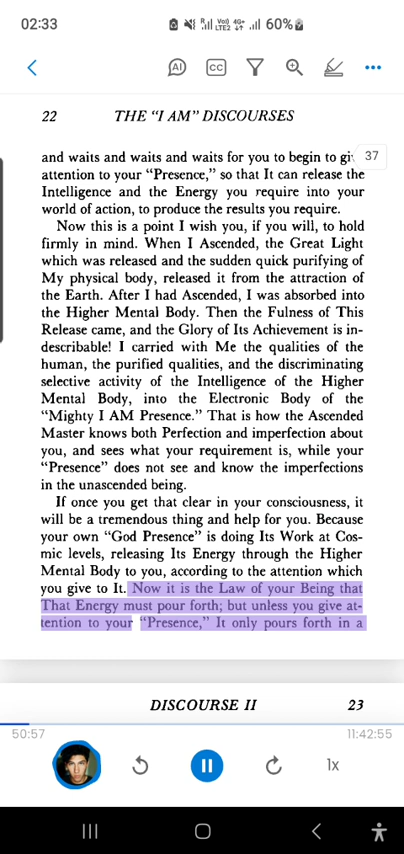 02:33
60%
AI
CC
22 THE “I AM” DISCOURSES
37
and waits and waits and waits for you to begin to
attention to your “Presence,” so that It can release the
Intelligence and the Energy you require into your
world of action, to produce the results you require.
Now this is a point I wish you, if you will, to hold
firmly in mind. When I Ascended, the Great Light
which was released and the sudden quick purifying of
My physical body, released it from the attraction of
the Earth. After I had Ascended, I was absorbed into
the Higher Mental Body. Then the Fulness of This
Release came, and the Glory of Its Achievement is in-
describable! I carried with Me the qualities of the
human, the purified qualities, and the discriminating
selective activity of the Intelligence of the Higher
Mental Body, into the Electronic Body of the
“Mighty I AM Presence.” That is how the Ascended
Master knows both Perfection and imperfection about
you, and sees what your requirement is, while your
“Presence” does not see and know the imperfections
in the unascended being.
If once you get that clear in your consciousness, it
will be a tremendous thing and help for you. Because
your own “God Presence” is doing Its Work at Cos-
mic levels, releasing Its Energy through the Higher
Mental Body to you, according to the attention which
you give to It. Now it is the Law of your Being that
That Energy must pour forth; but unless you give at-
tention to your “Presence,” It only pours forth in a
DISCOURSE II 23
50:57 11:42:55
1x